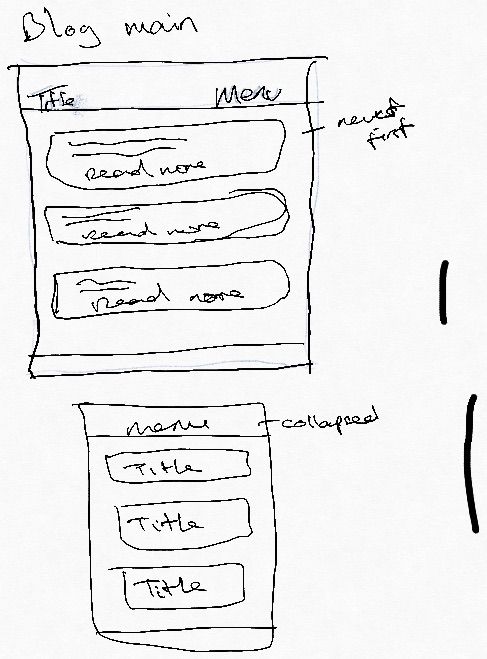 Blog main
Title Menu
newest
first
read more
read more
read more
menu
collapsed
Title
Title
Title